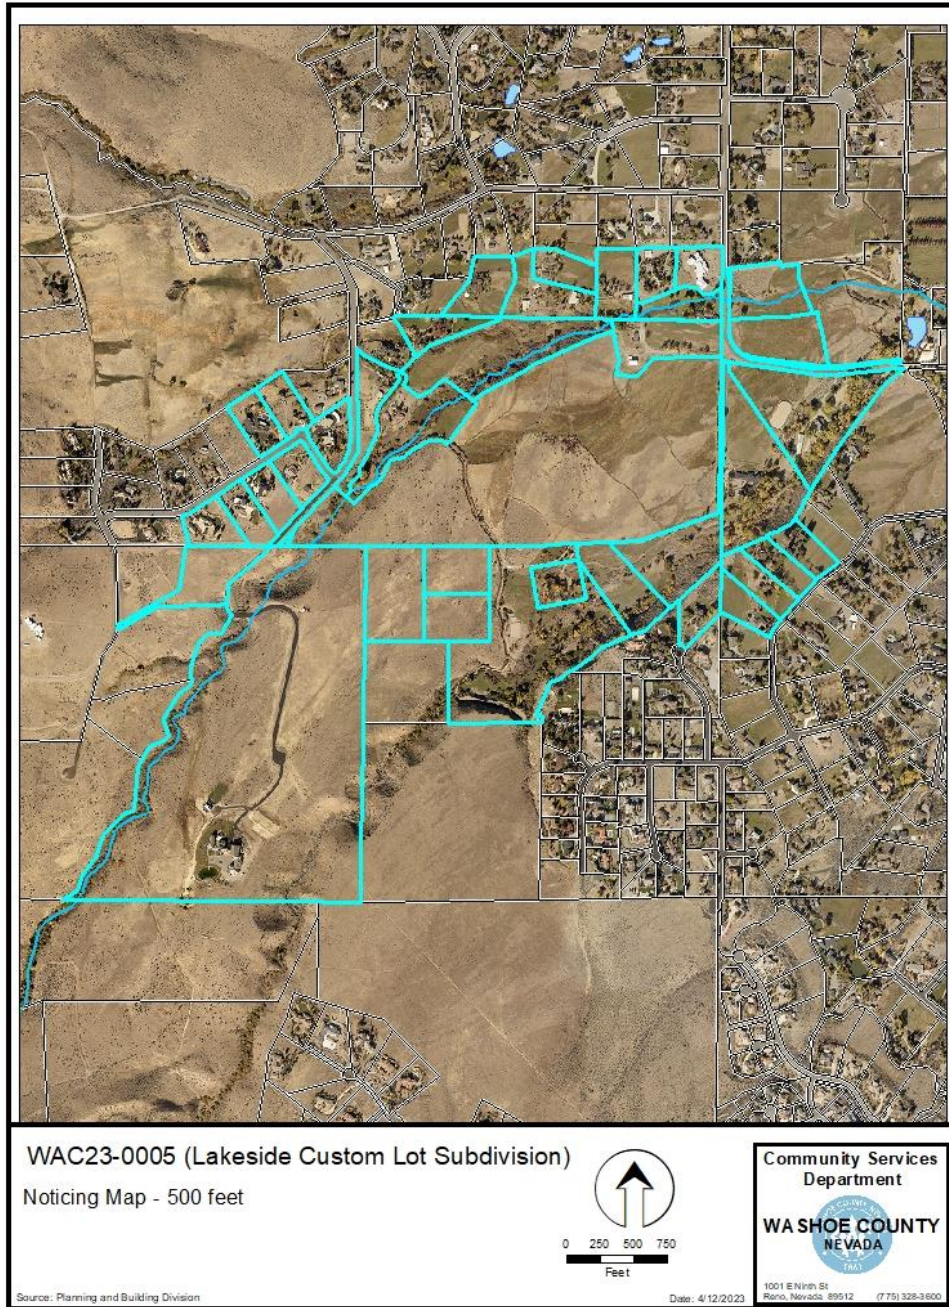 WAC23-0005 (Lakeside Custom Lot Subdivision)
Noticing Map - 500 feet
0 250 500 750
Feet
Source: Planning and Building Division
Date: 4/12/2023
Community Services
Department
WASHOE COUNTY
NEVADA
1001 E Ninth St
Reno, Nevada 89512 (775) 328-3600